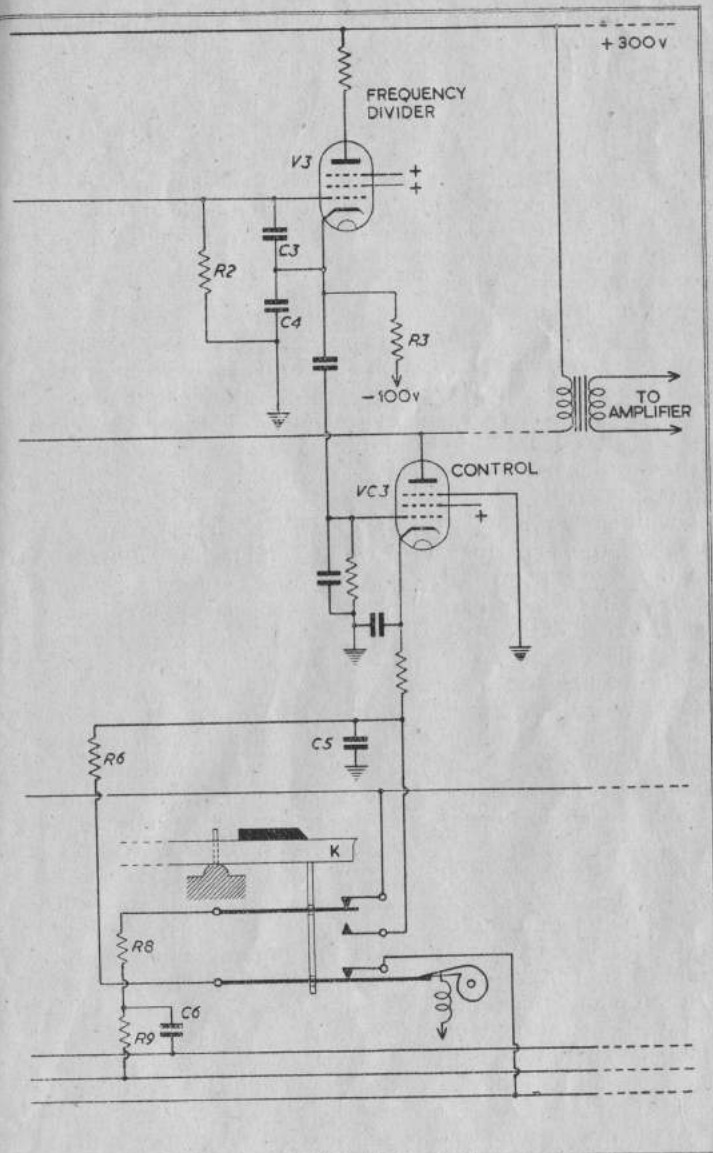 +300v
FREQUENCY
DIVIDER
V3
+
+
C3
R2
C4
R3
-100v
TO
AMPLIFIER
CONTROL
VC3
+
C5
R6
K
R8
C6
R9